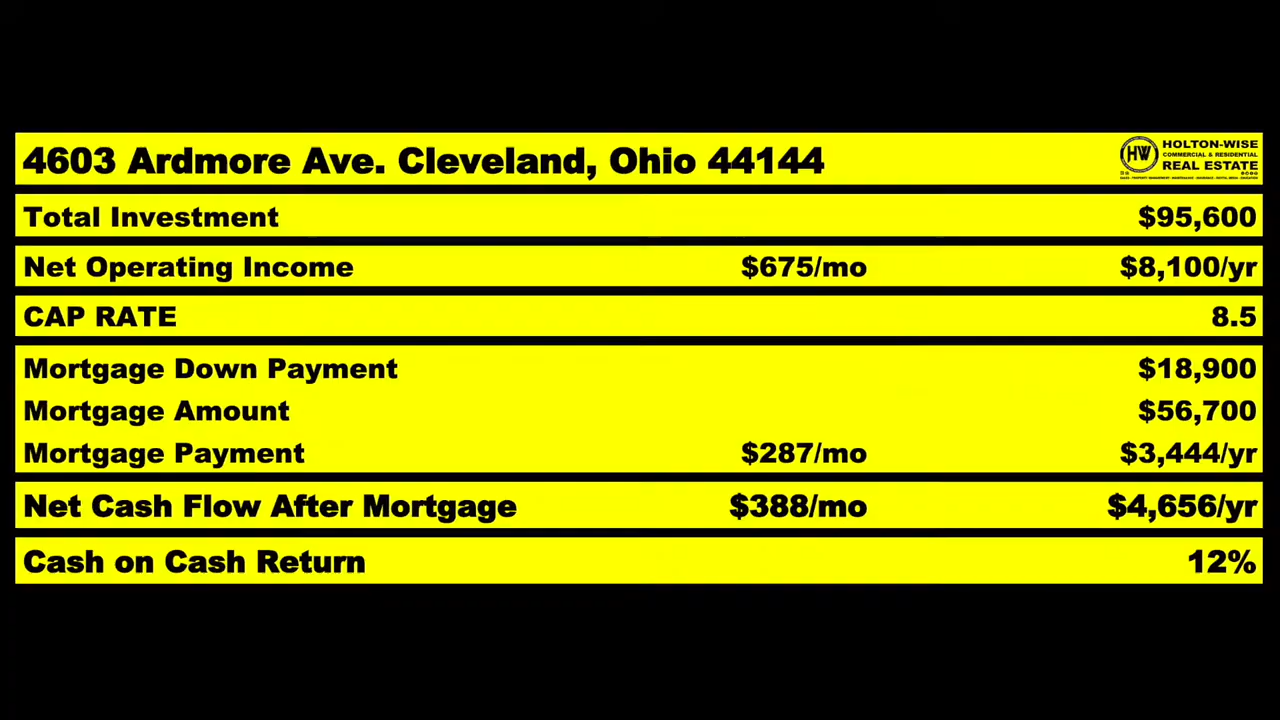 4603 Ardmore Ave. Cleveland, Ohio 44144
HW
HOLTON-WISE
COMMERCIAL & RESIDENTIAL
REAL ESTATE
Total Investment $95,600
Net Operating Income $675/mo $8,100/yr
CAP RATE 8.5
Mortgage Down Payment $18,900
Mortgage Amount $56,700
Mortgage Payment $287/mo $3,444/yr
Net Cash Flow After Mortgage $388/mo $4,656/yr
Cash on Cash Return 12%